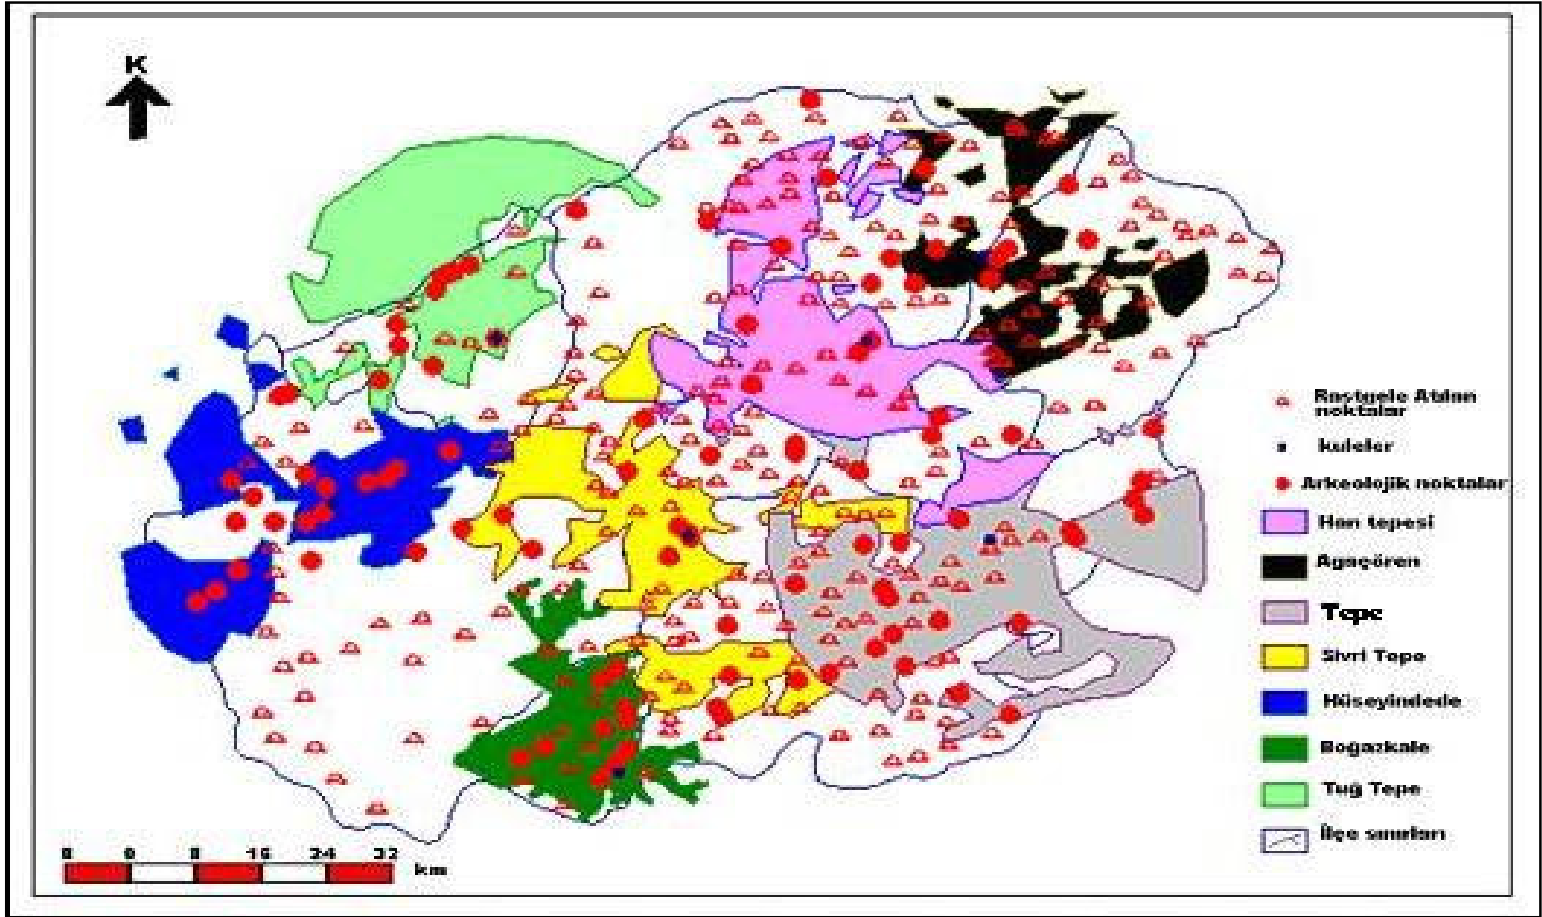 K
Rastgele Atılan
noktalar
kuleler
Arkeolojik noktalar
Han tepesi
Agaçören
Tepe
Sivri Tepe
Hüseyindede
Boğazkale
Tuğ Tepe
İlçe sınırları
8 0 8 16 24 32
km